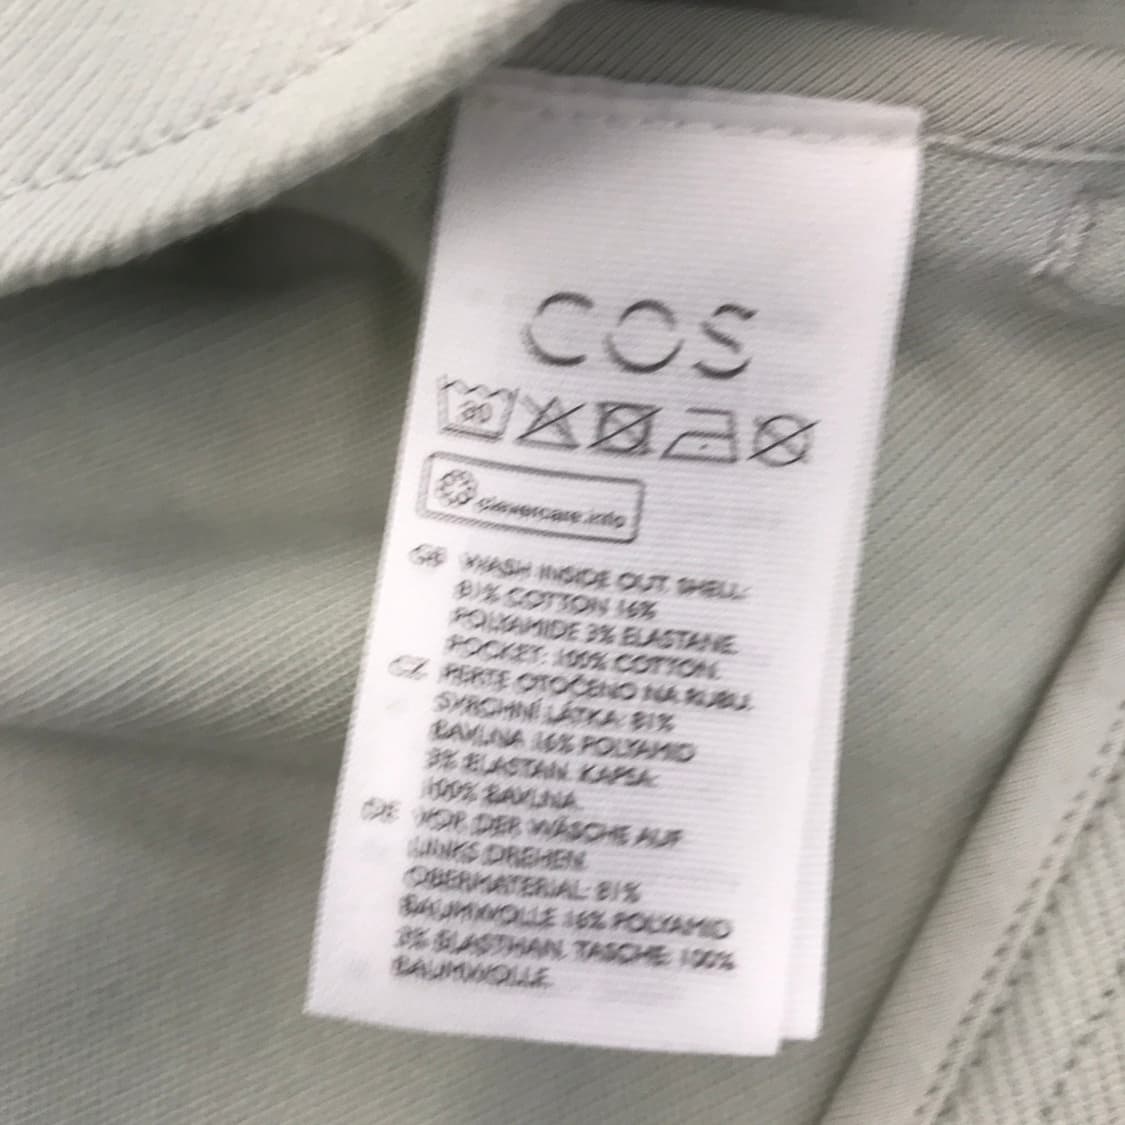 COS
30
clevercare.info
GB WASH INSIDE OUT. SHELL:
81% COTTON 16%
POLYAMIDE 3% ELASTANE.
POCKET: 100% COTTON.
CZ PERTE OTOČENO NA RUBU.
SVRCHNÍ LÁTKA: 81%
BAVLNA 16% POLYAMID
3% ELASTAN. KAPSA:
100% BAVLNA.
DE VOR DER WÄSCHE AUF
LINKS DREHEN.
OBERMATERIAL: 81%
BAUMWOLLE 16% POLYAMID
3% ELASTHAN. TASCHE: 100%
BAUMWOLLE.